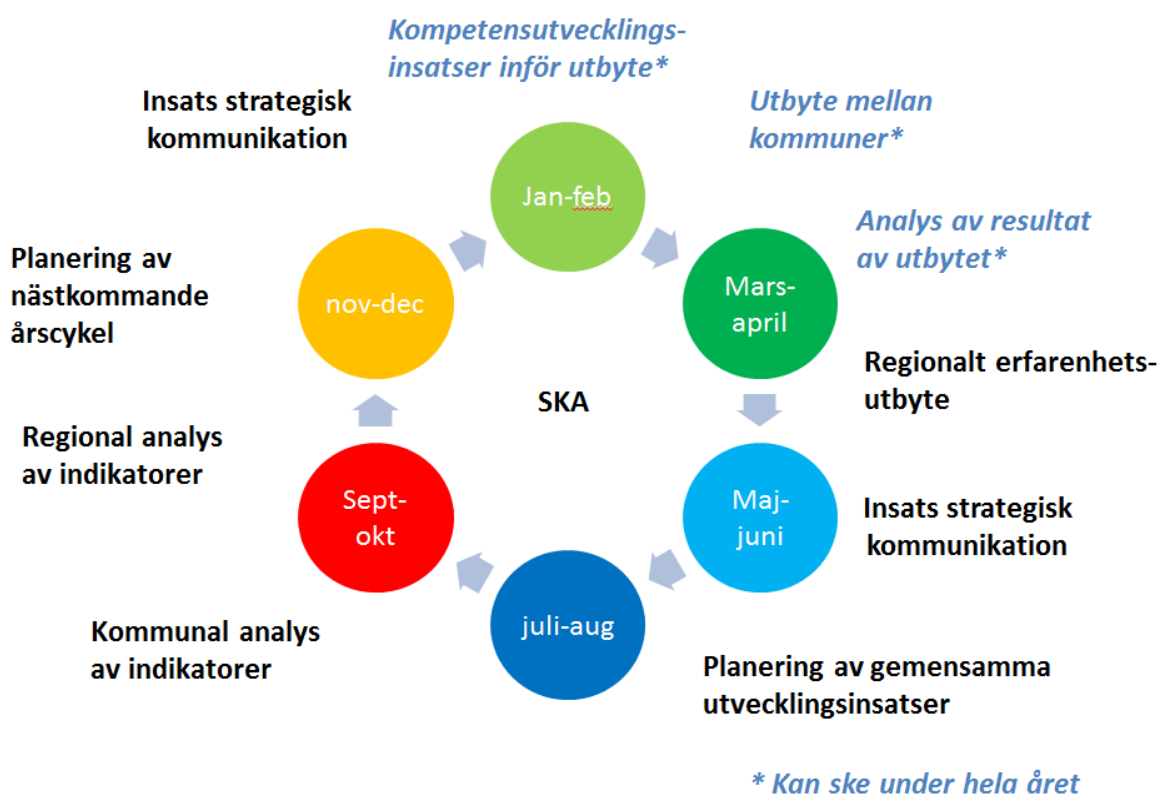 Kompetensutvecklings-
insatser inför utbyte*
Insats strategisk
kommunikation
Utbyte mellan
kommuner*
Jan-feb
Analys av resultat
av utbytet*
Planering av
nästkommande
årscykel
nov-dec
Mars-
april
Regionalt erfarenhets-
utbyte
SKA
Regional analys
av indikatorer
Sept-
okt
Maj-
juni
Insats strategisk
kommunikation
Kommunal analys
av indikatorer
juli-aug
Planering av gemensamma
utvecklingsinsatser
* Kan ske under hela året